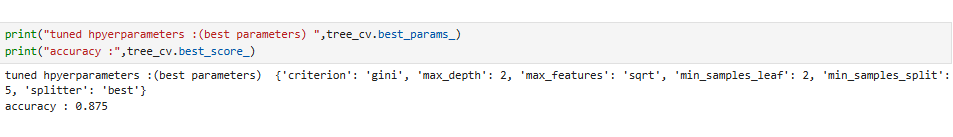 print("tuned hpyerparameters :(best parameters) ",tree_cv.best_params_)
print("accuracy :",tree_cv.best_score_)
tuned hpyerparameters :(best parameters)  {'criterion': 'gini', 'max_depth': 2, 'max_features': 'sqrt', 'min_samples_leaf': 2, 'min_samples_split':
5, 'splitter': 'best'}
accuracy : 0.875